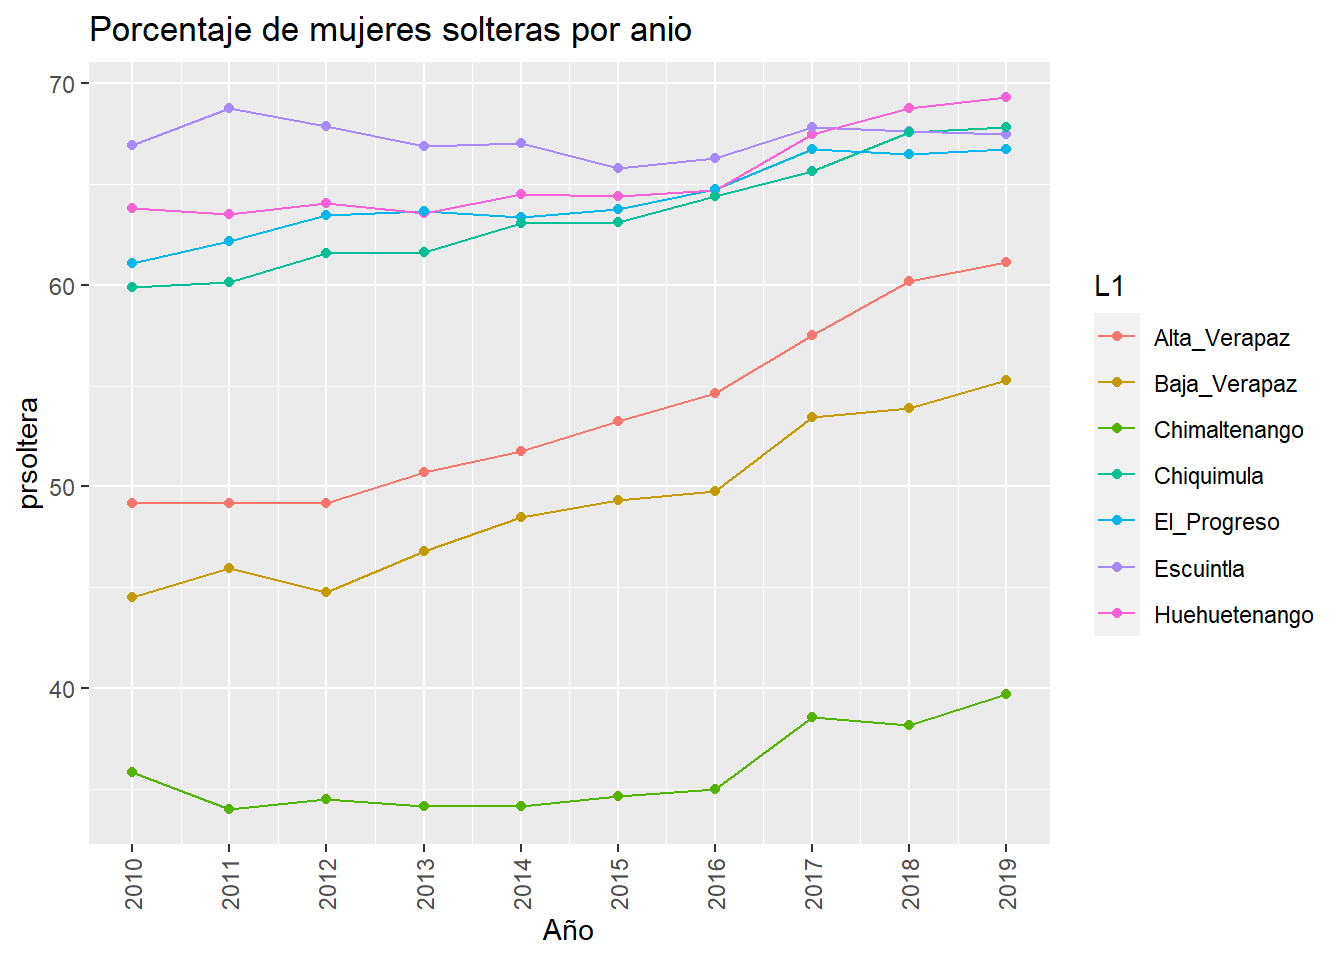 Porcentaje de mujeres solteras por anio
70
60
50
40
prsoltera
2010
2011
2012
2013
2014
2015
2016
2017
2018
2019
Año
L1
Alta_Verapaz
Baja_Verapaz
Chimaltenango
Chiquimula
El_Progreso
Escuintla
Huehuetenango